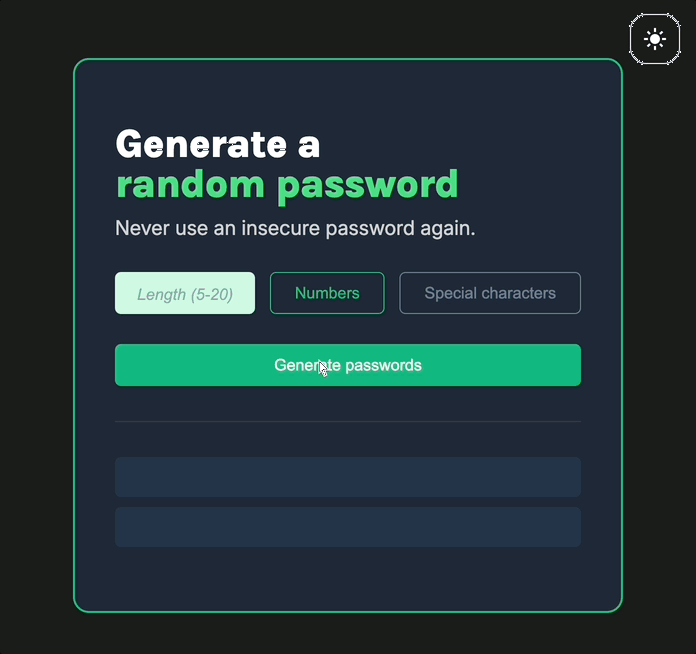 Generate a
random password
Never use an insecure password again.
Length (5-20)
Numbers
Special characters
Generate passwords